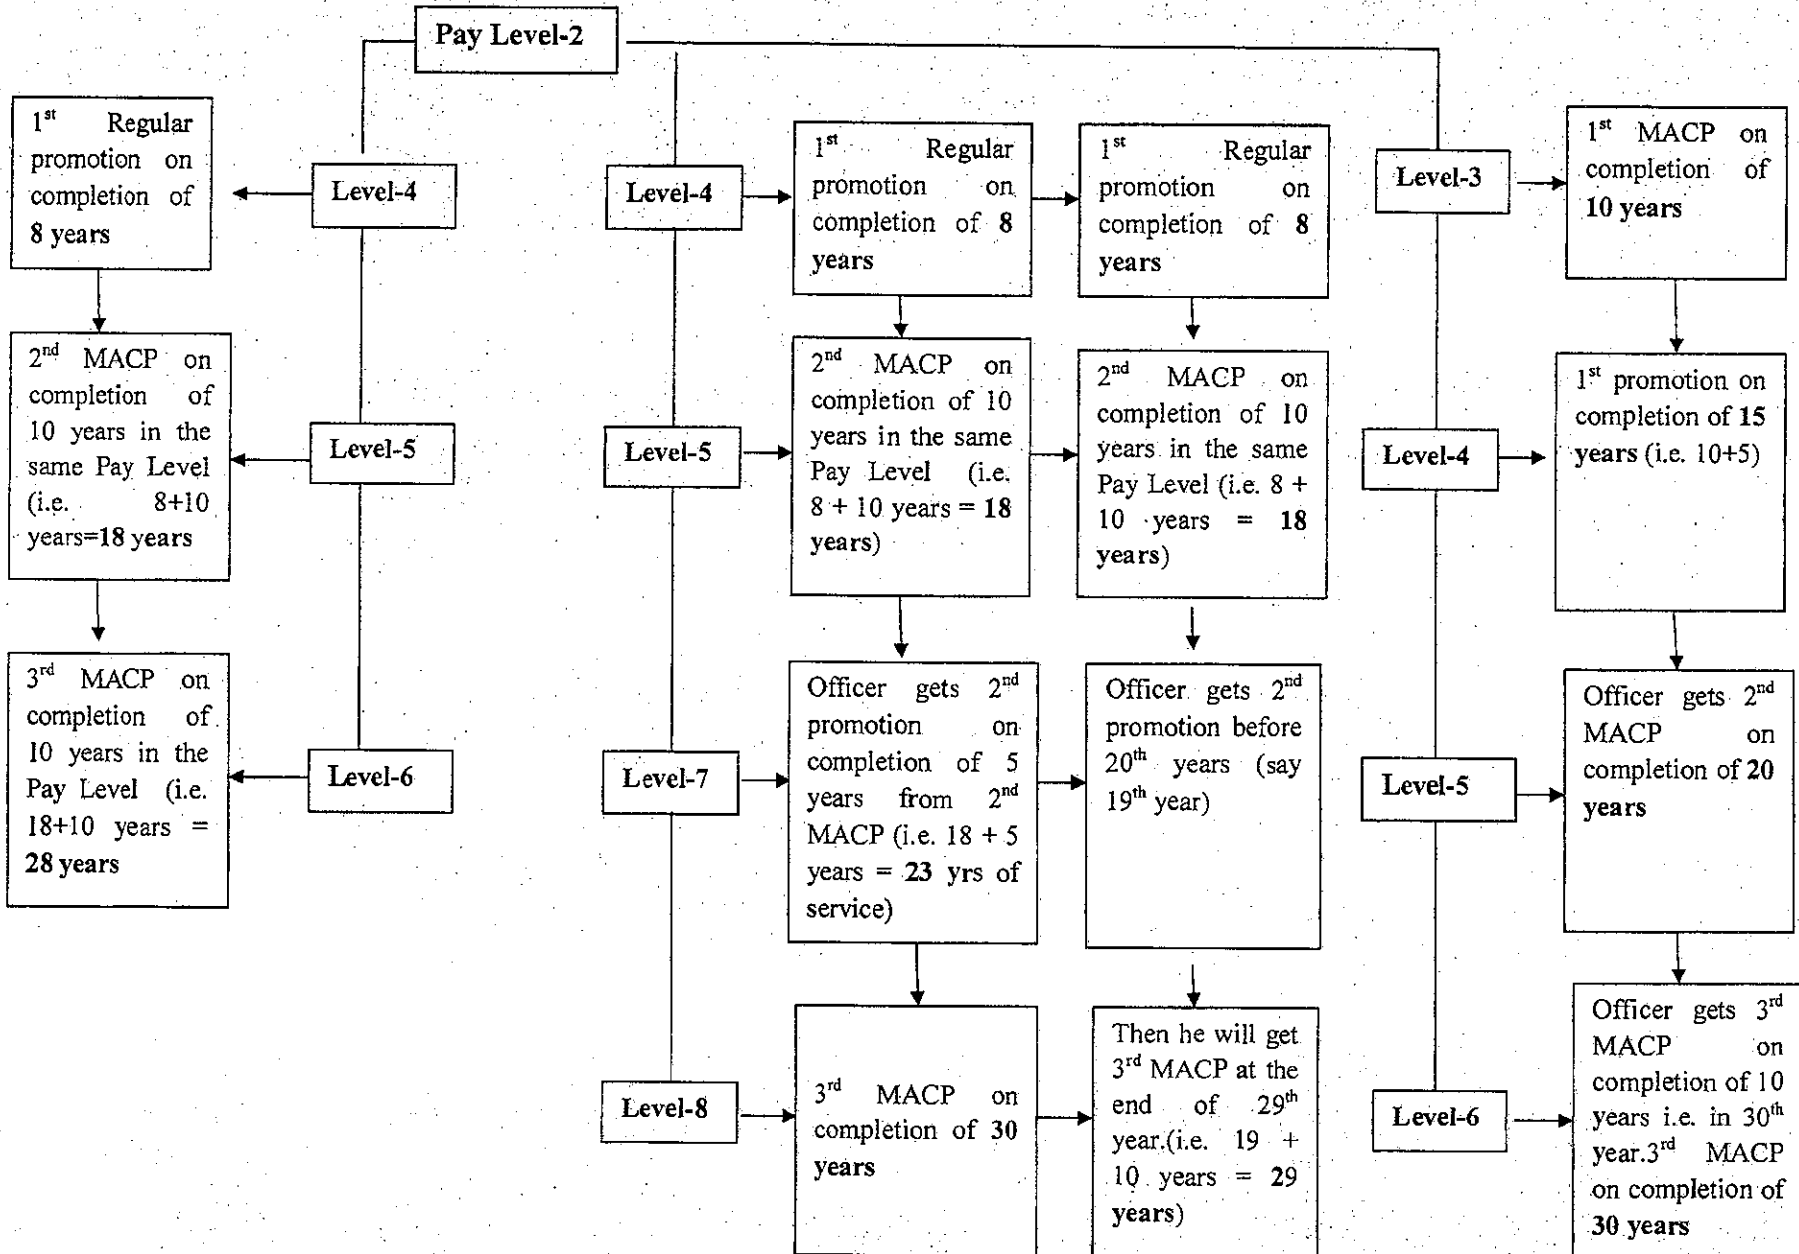 Pay Level-2
1st Regular
promotion on
completion of
8 years
Level-4
2nd MACP on
completion of
10 years in the
same Pay Level
(i.e. 8+10
years=18 years
Level-5
3rd MACP on
completion of
10 years in the
Pay Level (i.e.
18+10 years =
28 years
Level-6
Level-4
1st Regular
promotion on
completion of 8
years
1st Regular
promotion on
completion of 8
years
Level-5
2nd MACP on
completion of 10
years in the same
Pay Level (i.e.
8 + 10 years = 18
years)
2nd MACP on
completion of 10
years in the same
Pay Level (i.e. 8 +
10 years = 18
years)
Level-7
Officer gets 2nd
promotion on
completion of 5
years from 2nd
MACP (i.e. 18 + 5
years = 23 yrs of
service)
Officer gets 2nd
promotion before
20th years (say
19th year)
Level-8
3rd MACP on
completion of 30
years
Then he will get
3rd MACP at the
end of 29th
year.(i.e. 19 +
10 years = 29
years)
Level-3
1st MACP on
completion of
10 years
Level-4
1st promotion on
completion of 15
years (i.e. 10+5)
Level-5
Officer gets 2nd
MACP on
completion of 20
years
Level-6
Officer gets 3rd
MACP on
completion of 10
years i.e. in 30th
year.3rd MACP
on completion of
30 years